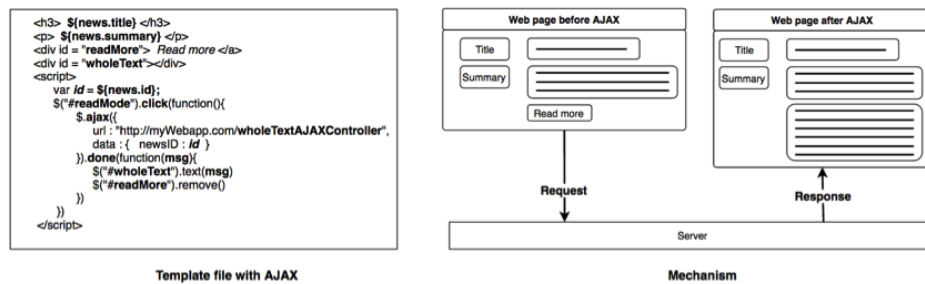 <h3> ${news.title} </h3>
<p> ${news.summary} </p>
<div id = "readMore"> Read more </a>
<div id = "wholeText"></div>
<script>
var id = ${news.id};
$("#readMode").click(function(){
$.ajax({
url : "http://myWebapp.com/wholeTextAJAXController",
data : { newsID : id }
}).done(function(msg){
$("#wholeText").text(msg)
$("#readMore").remove()
})
})
</script>
Template file with AJAX
Web page before AJAX
Title
Summary
Read more
Request
Web page after AJAX
Title
Summary
Response
Server
Mechanism